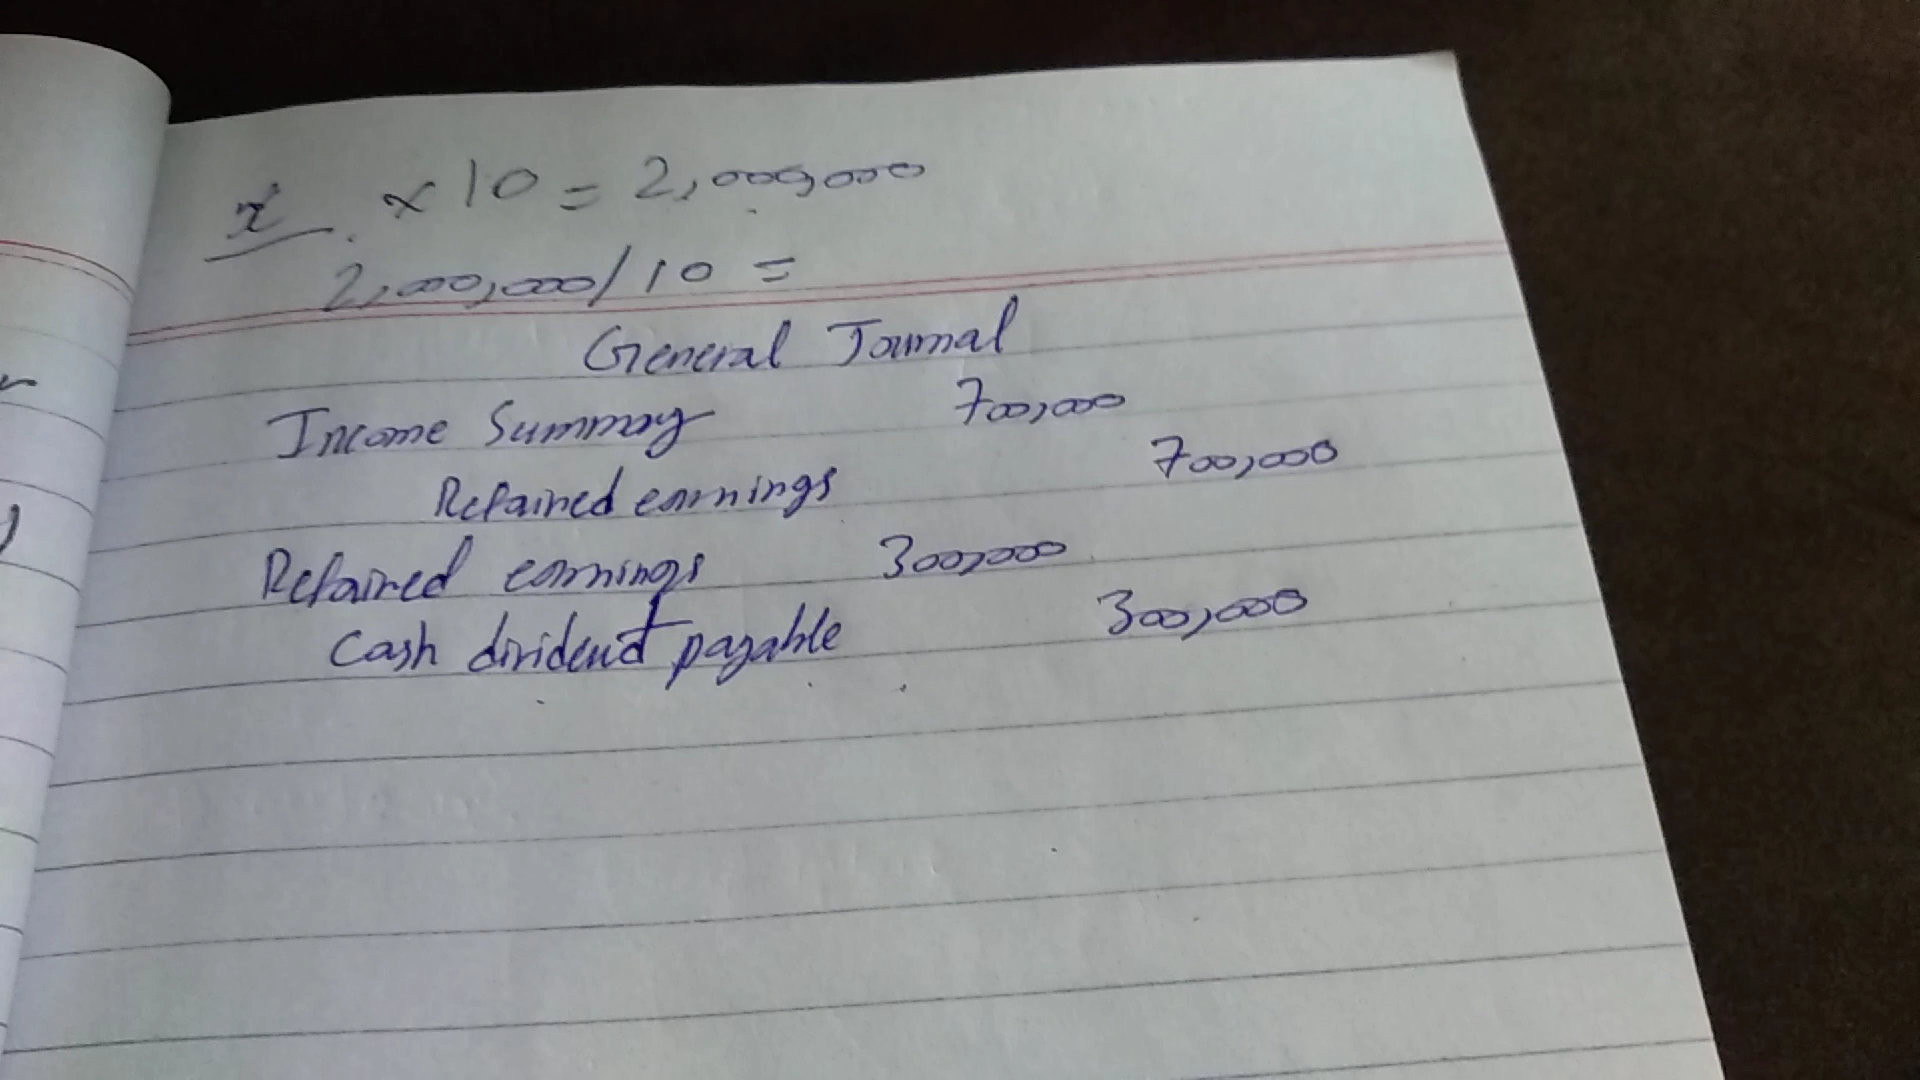 x × 10 = 2,000,000
2,000,000/10 =
General Journal
Income Summary 700,000
Retained earnings 700,000
Retained earnings 300,000
Cash dividend payable 300,000